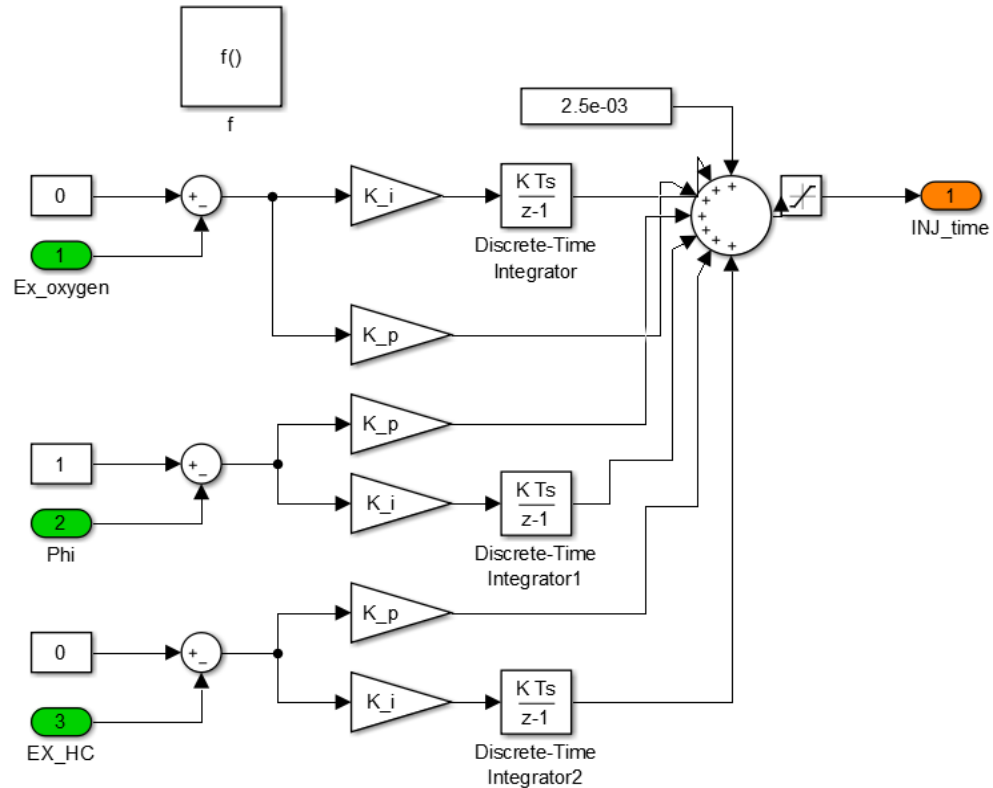 f()
f
2.5e-03
0
+
_
K_i
K Ts
z-1
+
+
+
+
+
+
+
1
INJ_time
1
Ex_oxygen
Discrete-Time
Integrator
K_p
K_p
1
+
_
K_i
K Ts
z-1
2
Phi
Discrete-Time
Integrator1
K_p
0
+
_
K_i
K Ts
z-1
3
EX_HC
Discrete-Time
Integrator2